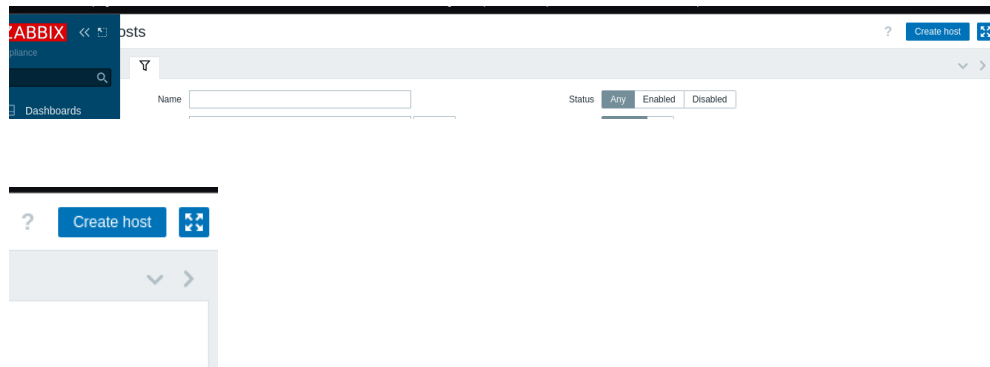 ZABBIX osts ? Create host
pliance
Dashboards
Name Status Any Enabled Disabled
? Create host